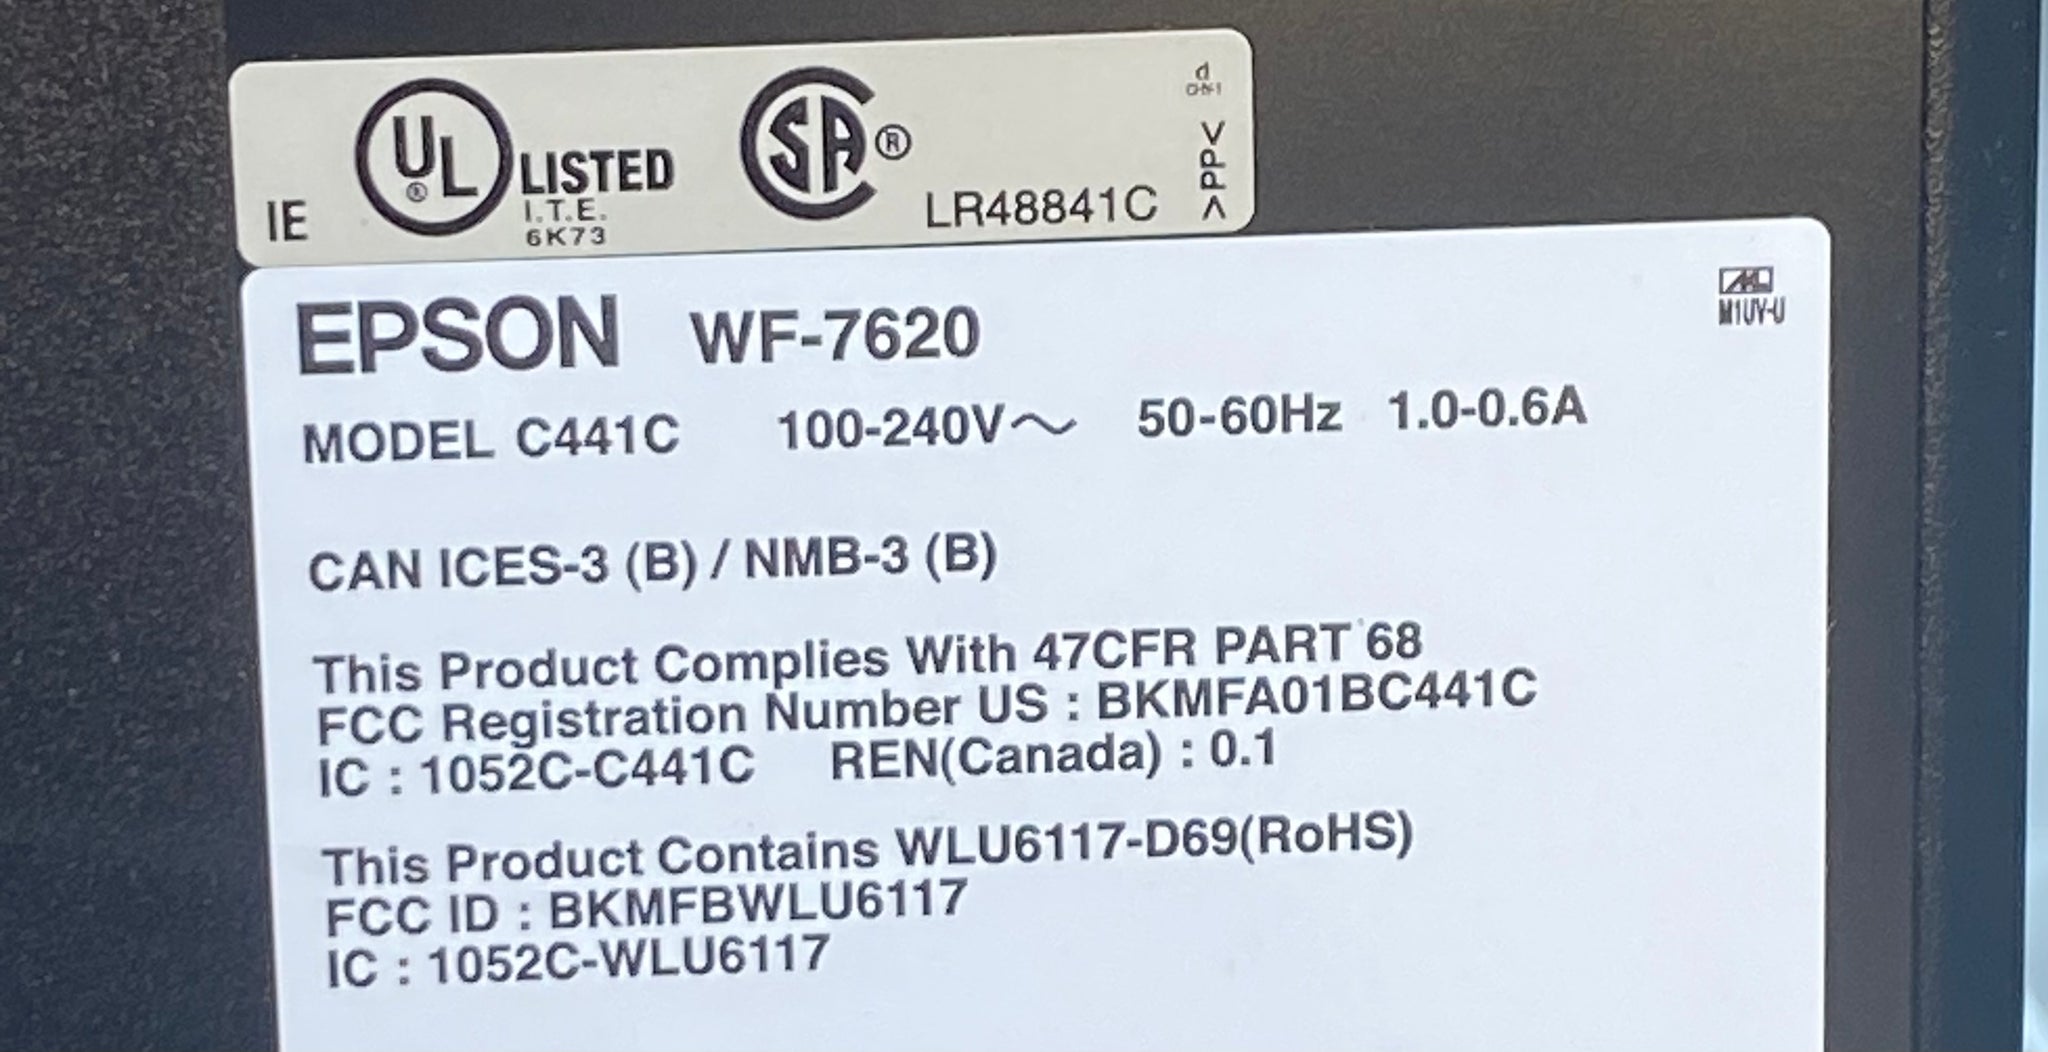 IE UL® LISTED
I.T.E.
6K73
SA® LR48841C
>PP<
EPSON WF-7620
M1UY-U
MODEL C441C 100-240V～ 50-60Hz 1.0-0.6A
CAN ICES-3 (B) / NMB-3 (B)
This Product Complies With 47CFR PART 68
FCC Registration Number US : BKMFA01BC441C
IC : 1052C-C441C REN(Canada) : 0.1
This Product Contains WLU6117-D69(RoHS)
FCC ID : BKMFBWLU6117
IC : 1052C-WLU6117